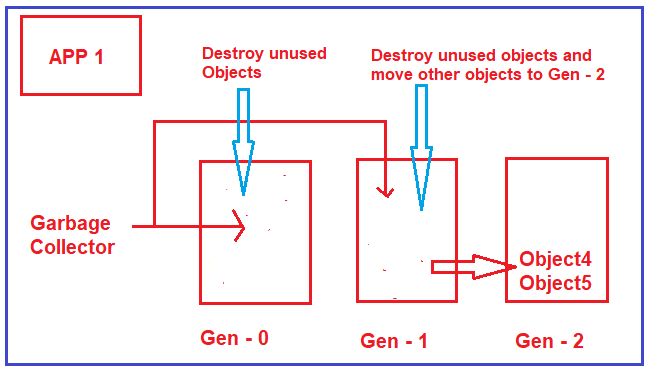 APP 1
Destroy unused
Objects
Destroy unused objects and
move other objects to Gen - 2
Garbage
Collector
Object4
Object5
Gen - 0
Gen - 1
Gen - 2